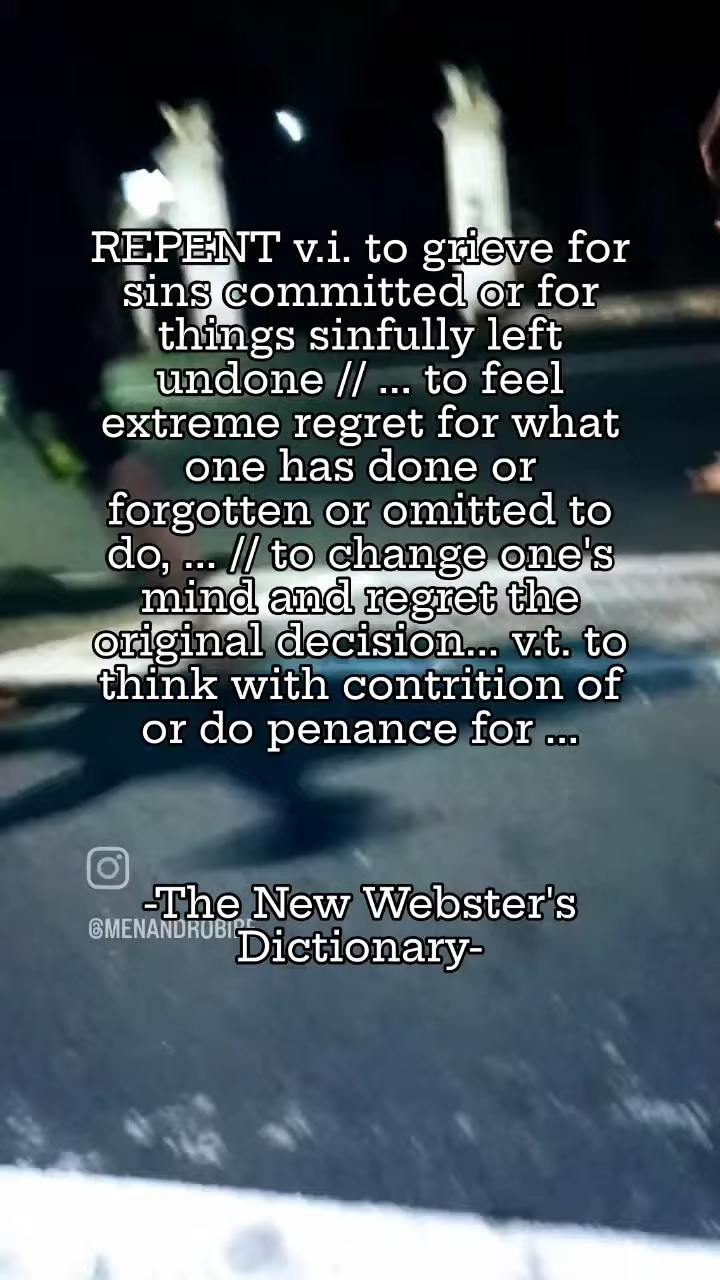 REPENT v.i. to grieve for
sins committed or for
things sinfully left
undone // ... to feel
extreme regret for what
one has done or
forgotten or omitted to
do, ... // to change one's
mind and regret the
original decision... v.t. to
think with contrition of
or do penance for ...
-The New Webster's
Dictionary-